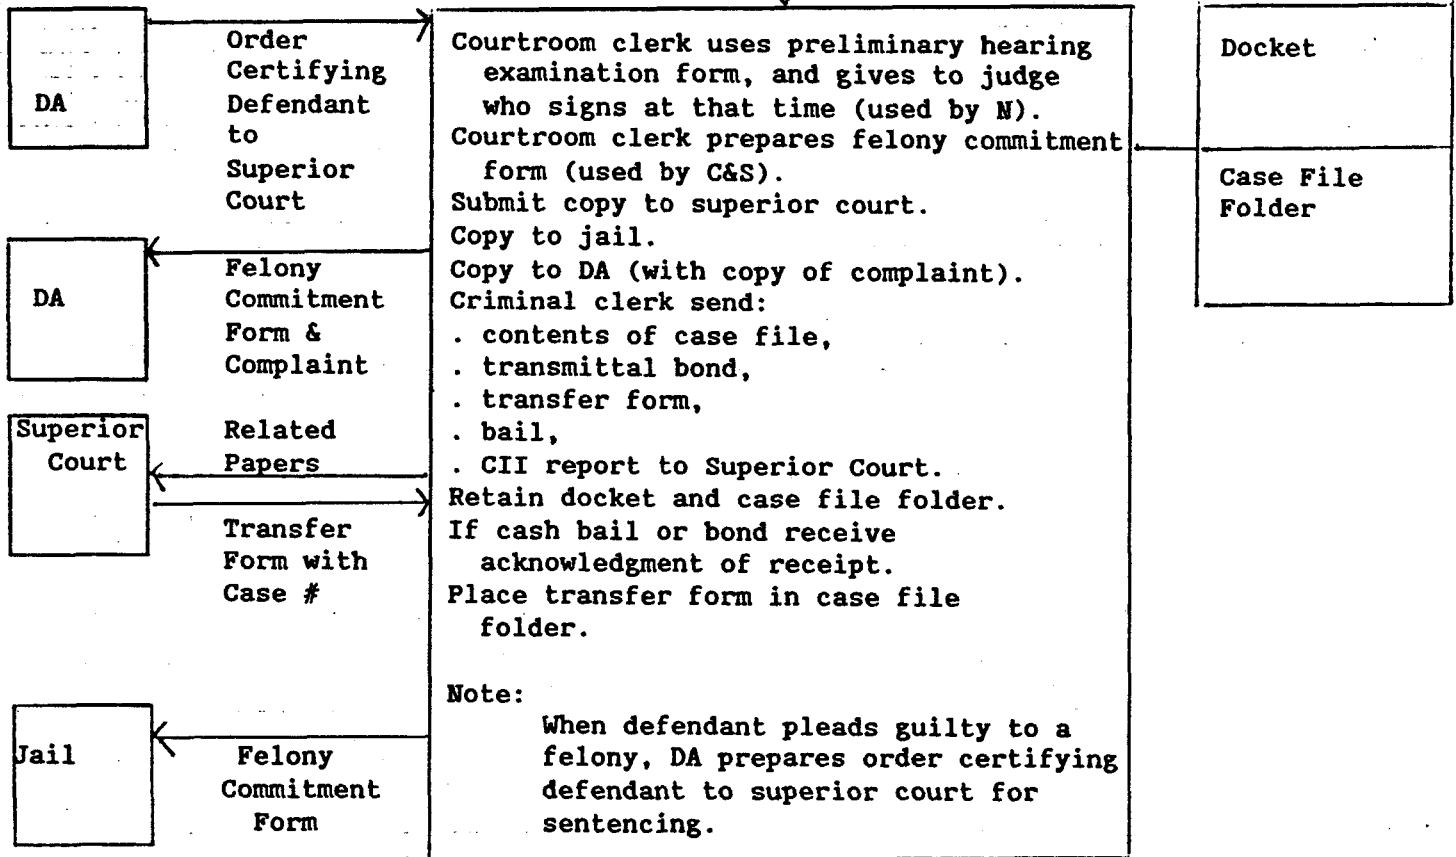 DA
Order
Certifying
Defendant
to
Superior
Court
DA
Felony
Commitment
Form &
Complaint
Superior
Court
Related
Papers
Transfer
Form with
Case #
Jail
Felony
Commitment
Form
Courtroom clerk uses preliminary hearing
examination form, and gives to judge
who signs at that time (used by N).
Courtroom clerk prepares felony commitment
form (used by C&S).
Submit copy to superior court.
Copy to jail.
Copy to DA (with copy of complaint).
Criminal clerk send:
. contents of case file,
. transmittal bond,
. transfer form,
. bail,
. CII report to Superior Court.
Retain docket and case file folder.
If cash bail or bond receive
acknowledgment of receipt.
Place transfer form in case file
folder.
Note:
When defendant pleads guilty to a
felony, DA prepares order certifying
defendant to superior court for
sentencing.
Docket
Case File
Folder